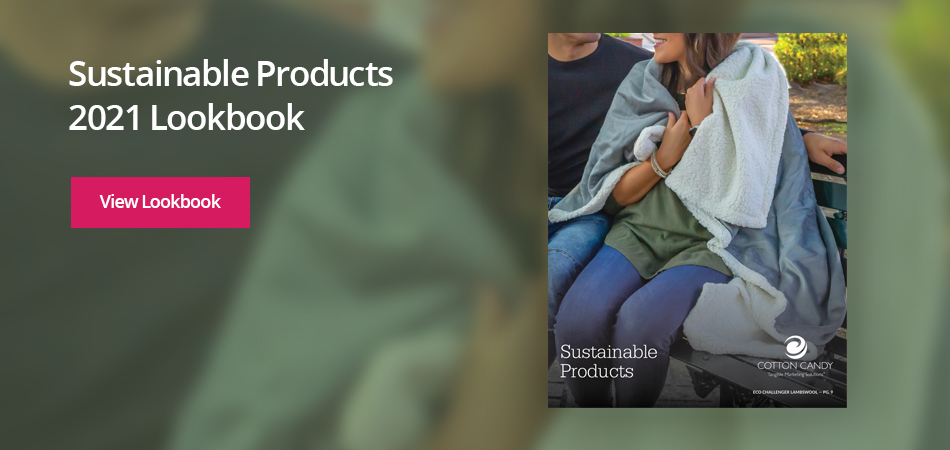 Sustainable Products
2021 Lookbook
View Lookbook
Sustainable
Products
COTTON CANDY
Tangible Marketing Solutions
ECO CHALLENGER LAMBSWOOL – PG. 9